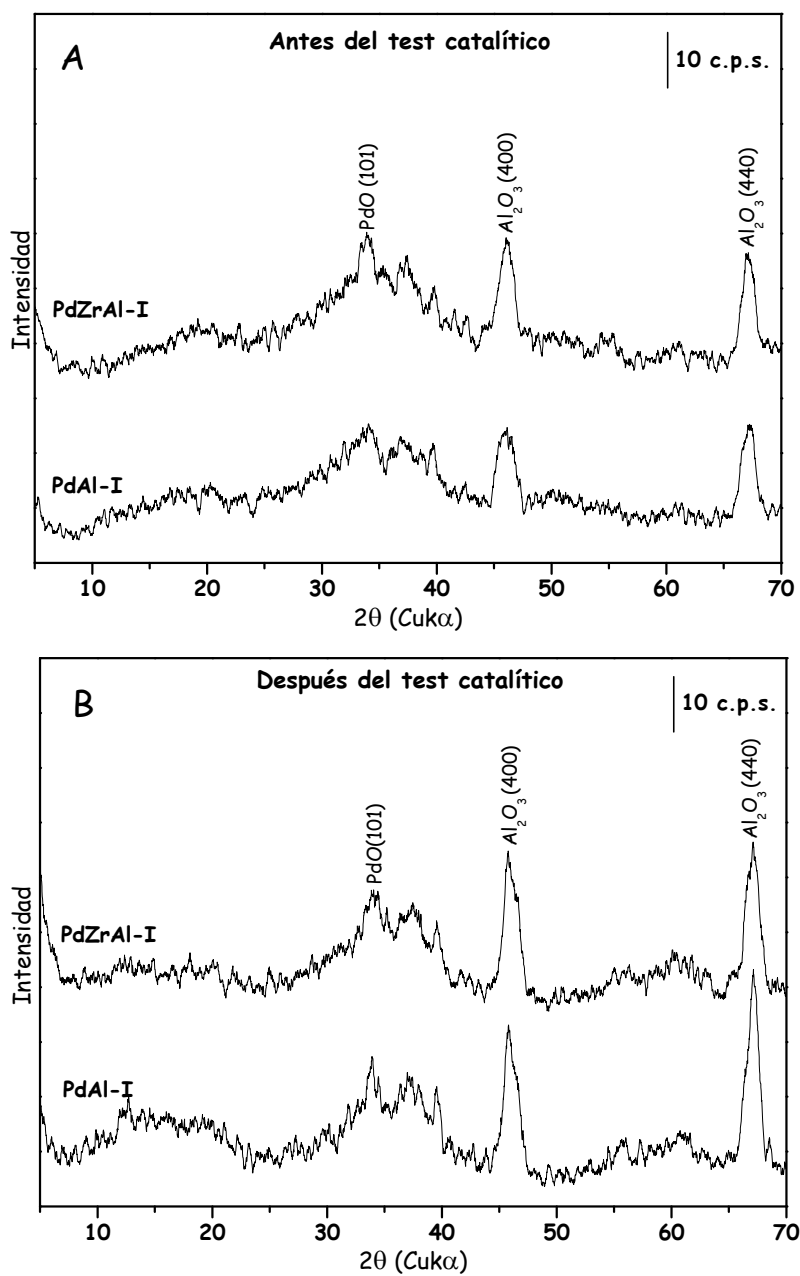 A
Antes del test catalítico
10 c.p.s.
PdO (101)
Al₂O₃ (400)
Al₂O₃ (440)
PdZrAl-I
PdAl-I
Intensidad
10 20 30 40 50 60 70
2θ (Cukα)
B
Después del test catalítico
10 c.p.s.
PdO(101)
Al₂O₃ (400)
Al₂O₃ (440)
PdZrAl-I
PdAl-I
Intensidad
10 20 30 40 50 60 70
2θ (Cukα)